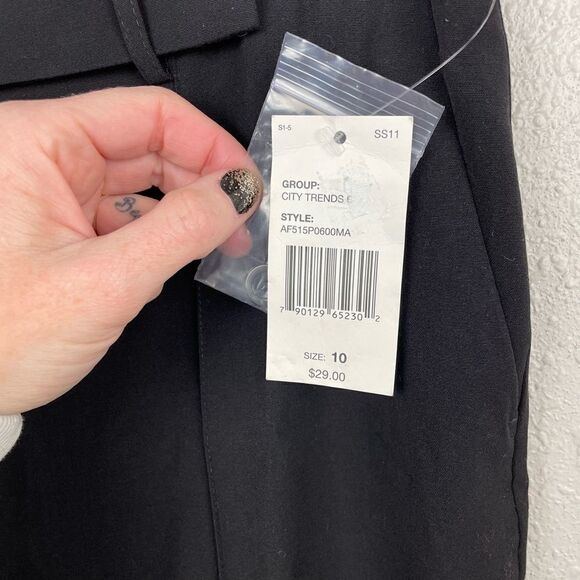 S1-5
SS11
GROUP:
CITY TRENDS
STYLE:
AF515P0600MA
7 90129 65230 2
SIZE: 10
$29.00